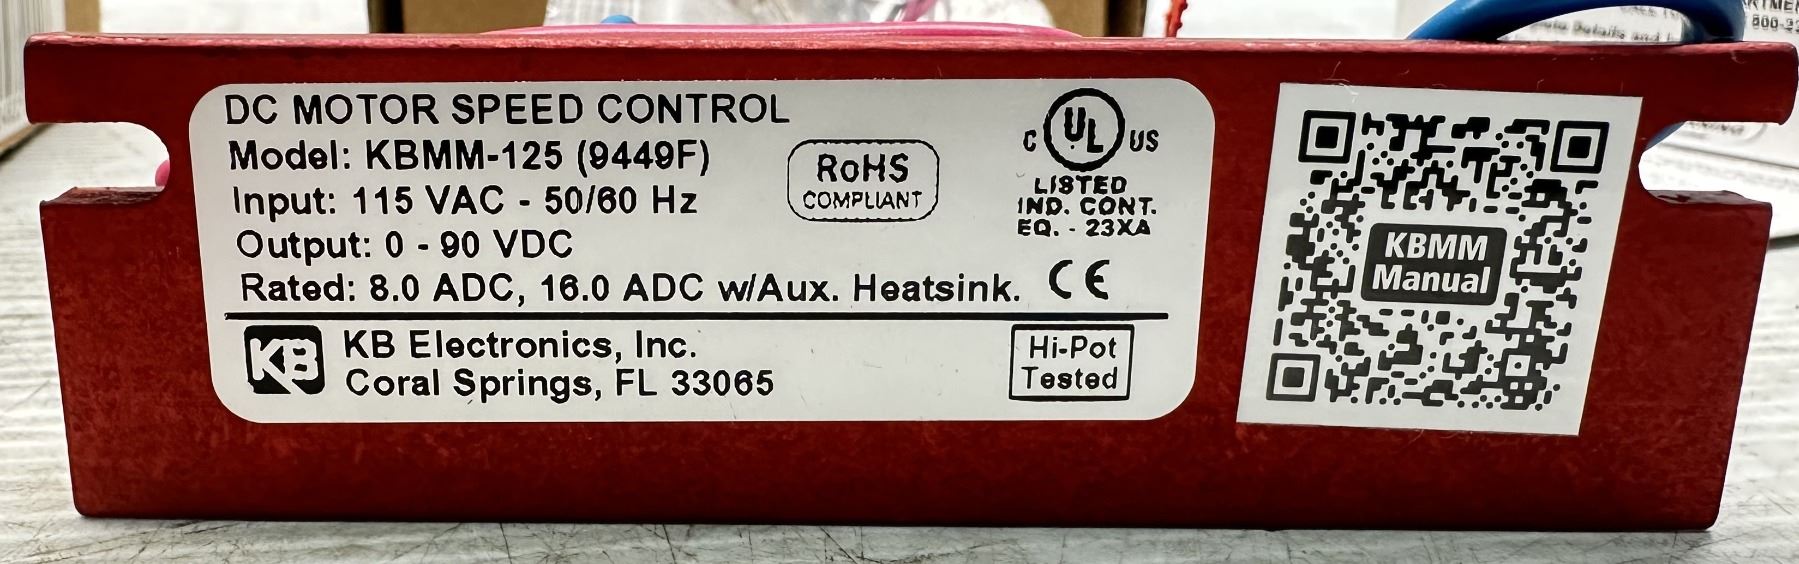 DC MOTOR SPEED CONTROL
Model: KBMM-125 (9449F)
Input: 115 VAC - 50/60 Hz
Output: 0 - 90 VDC
Rated: 8.0 ADC, 16.0 ADC w/Aux. Heatsink.
RoHS
COMPLIANT
C UL US
LISTED
IND. CONT.
EQ. - 23XA
CE
KB
KB Electronics, Inc.
Coral Springs, FL 33065
Hi-Pot
Tested
KBMM
Manual